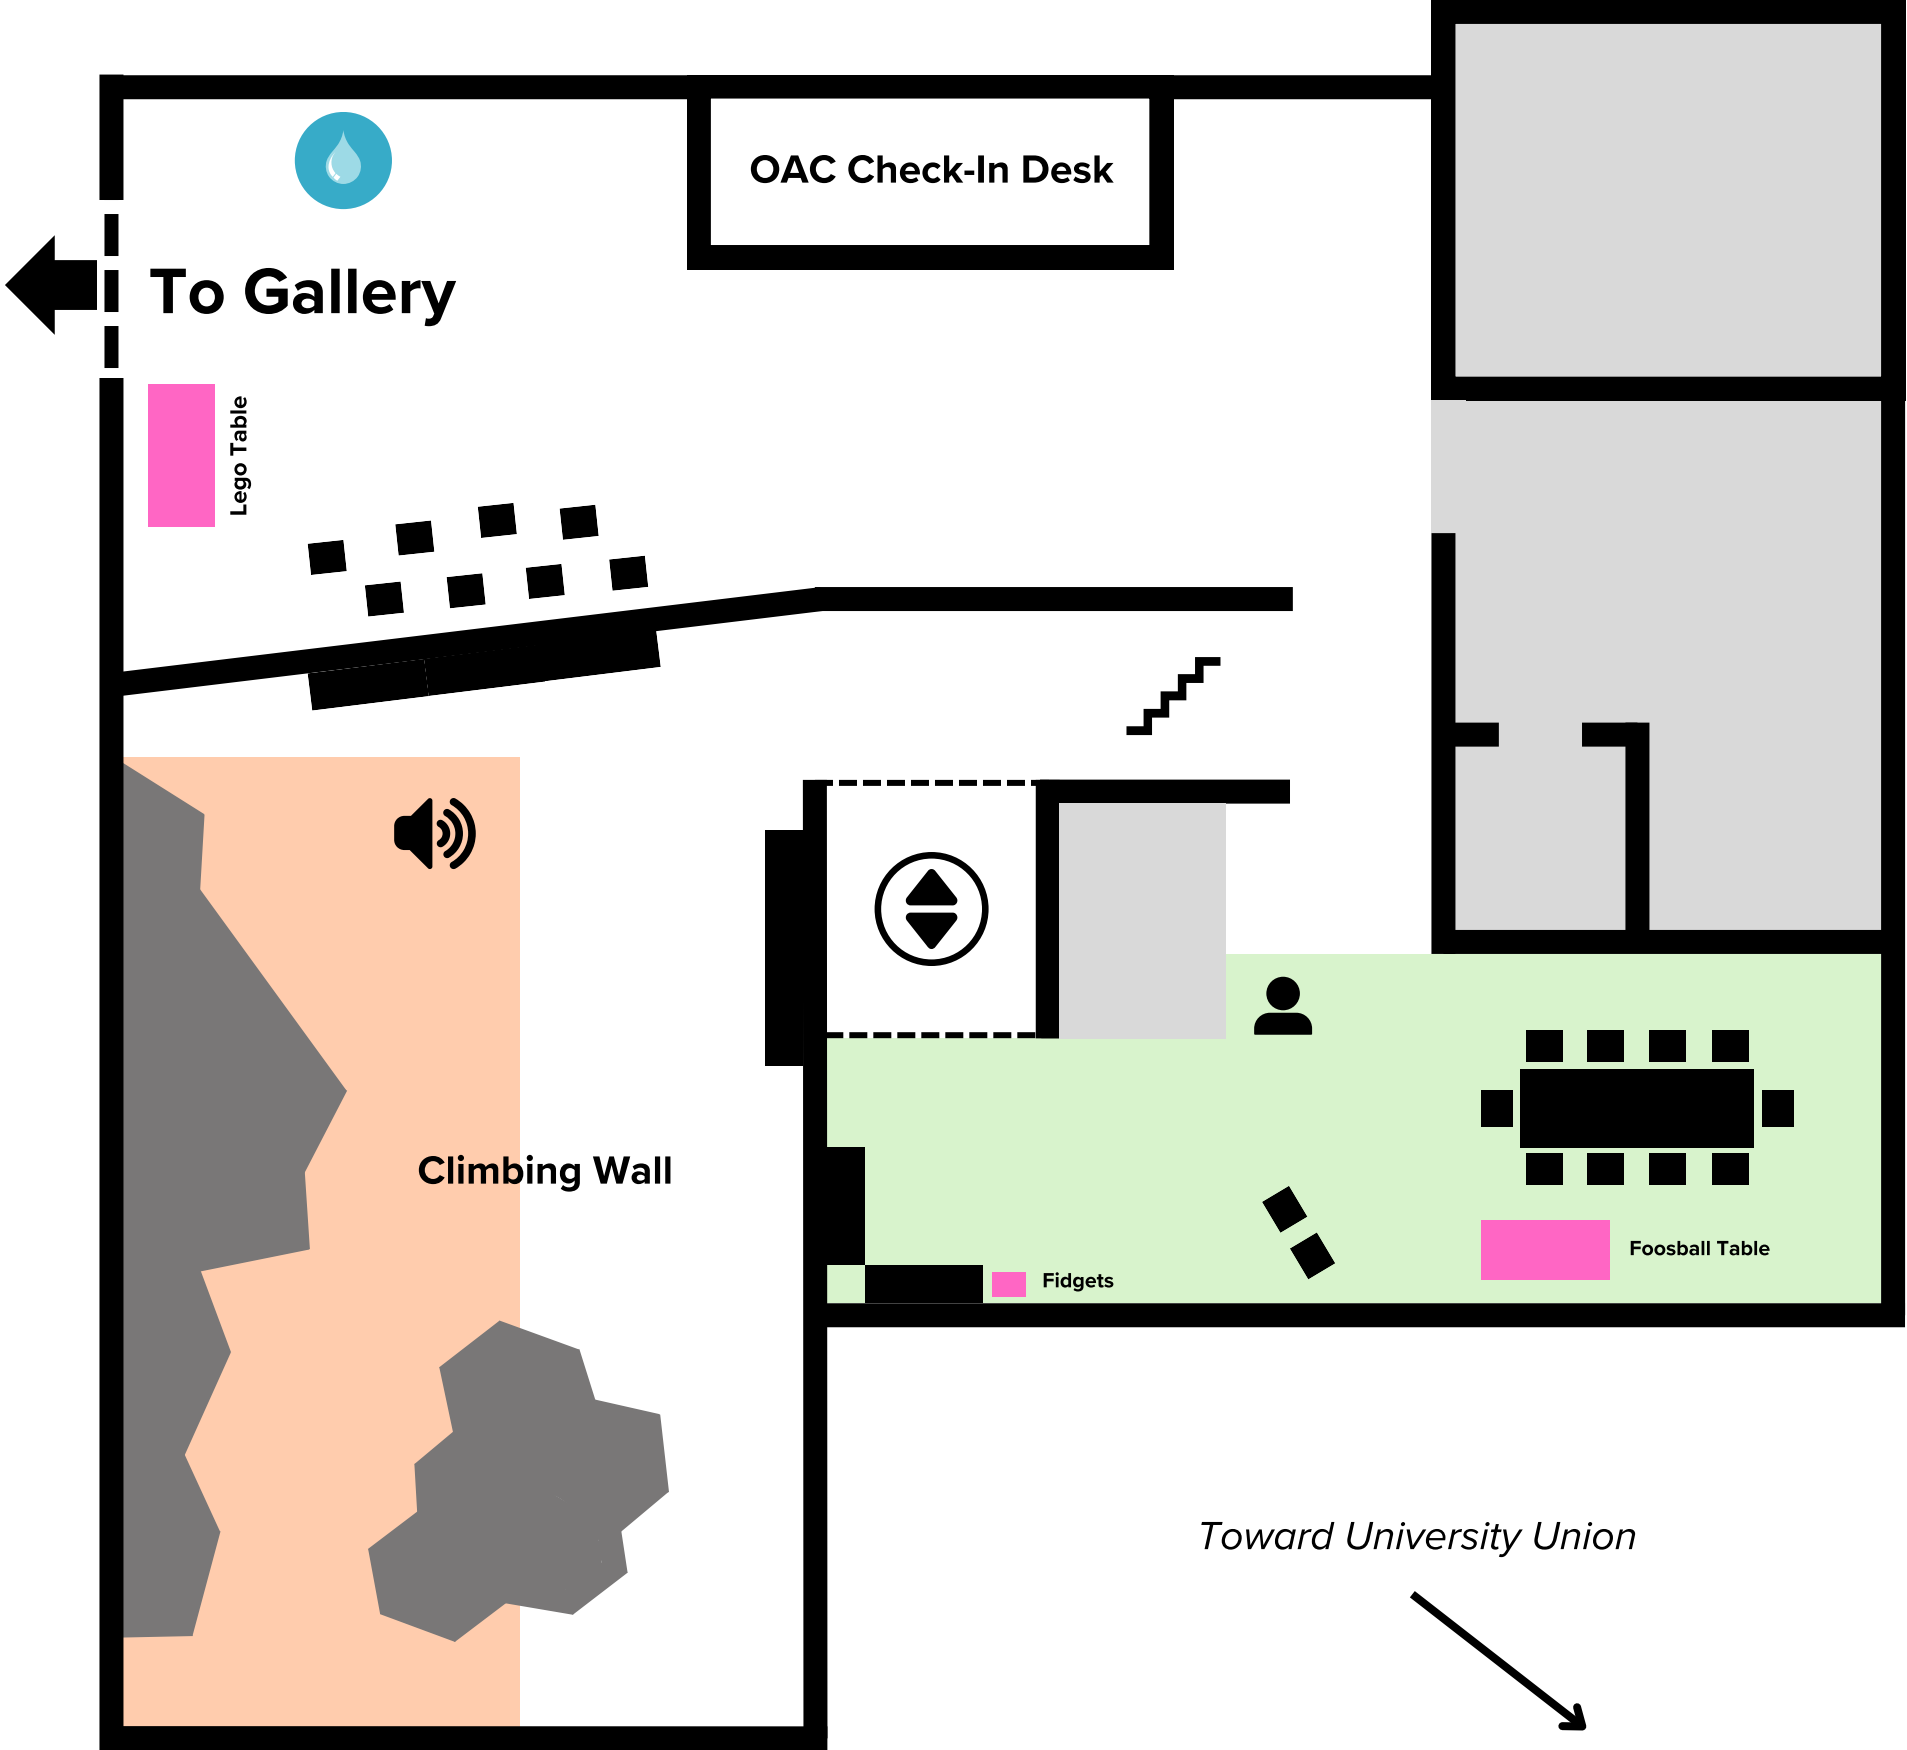 OAC Check-In Desk
To Gallery
Lego Table
Climbing Wall
Foosball Table
Fidgets
Toward University Union